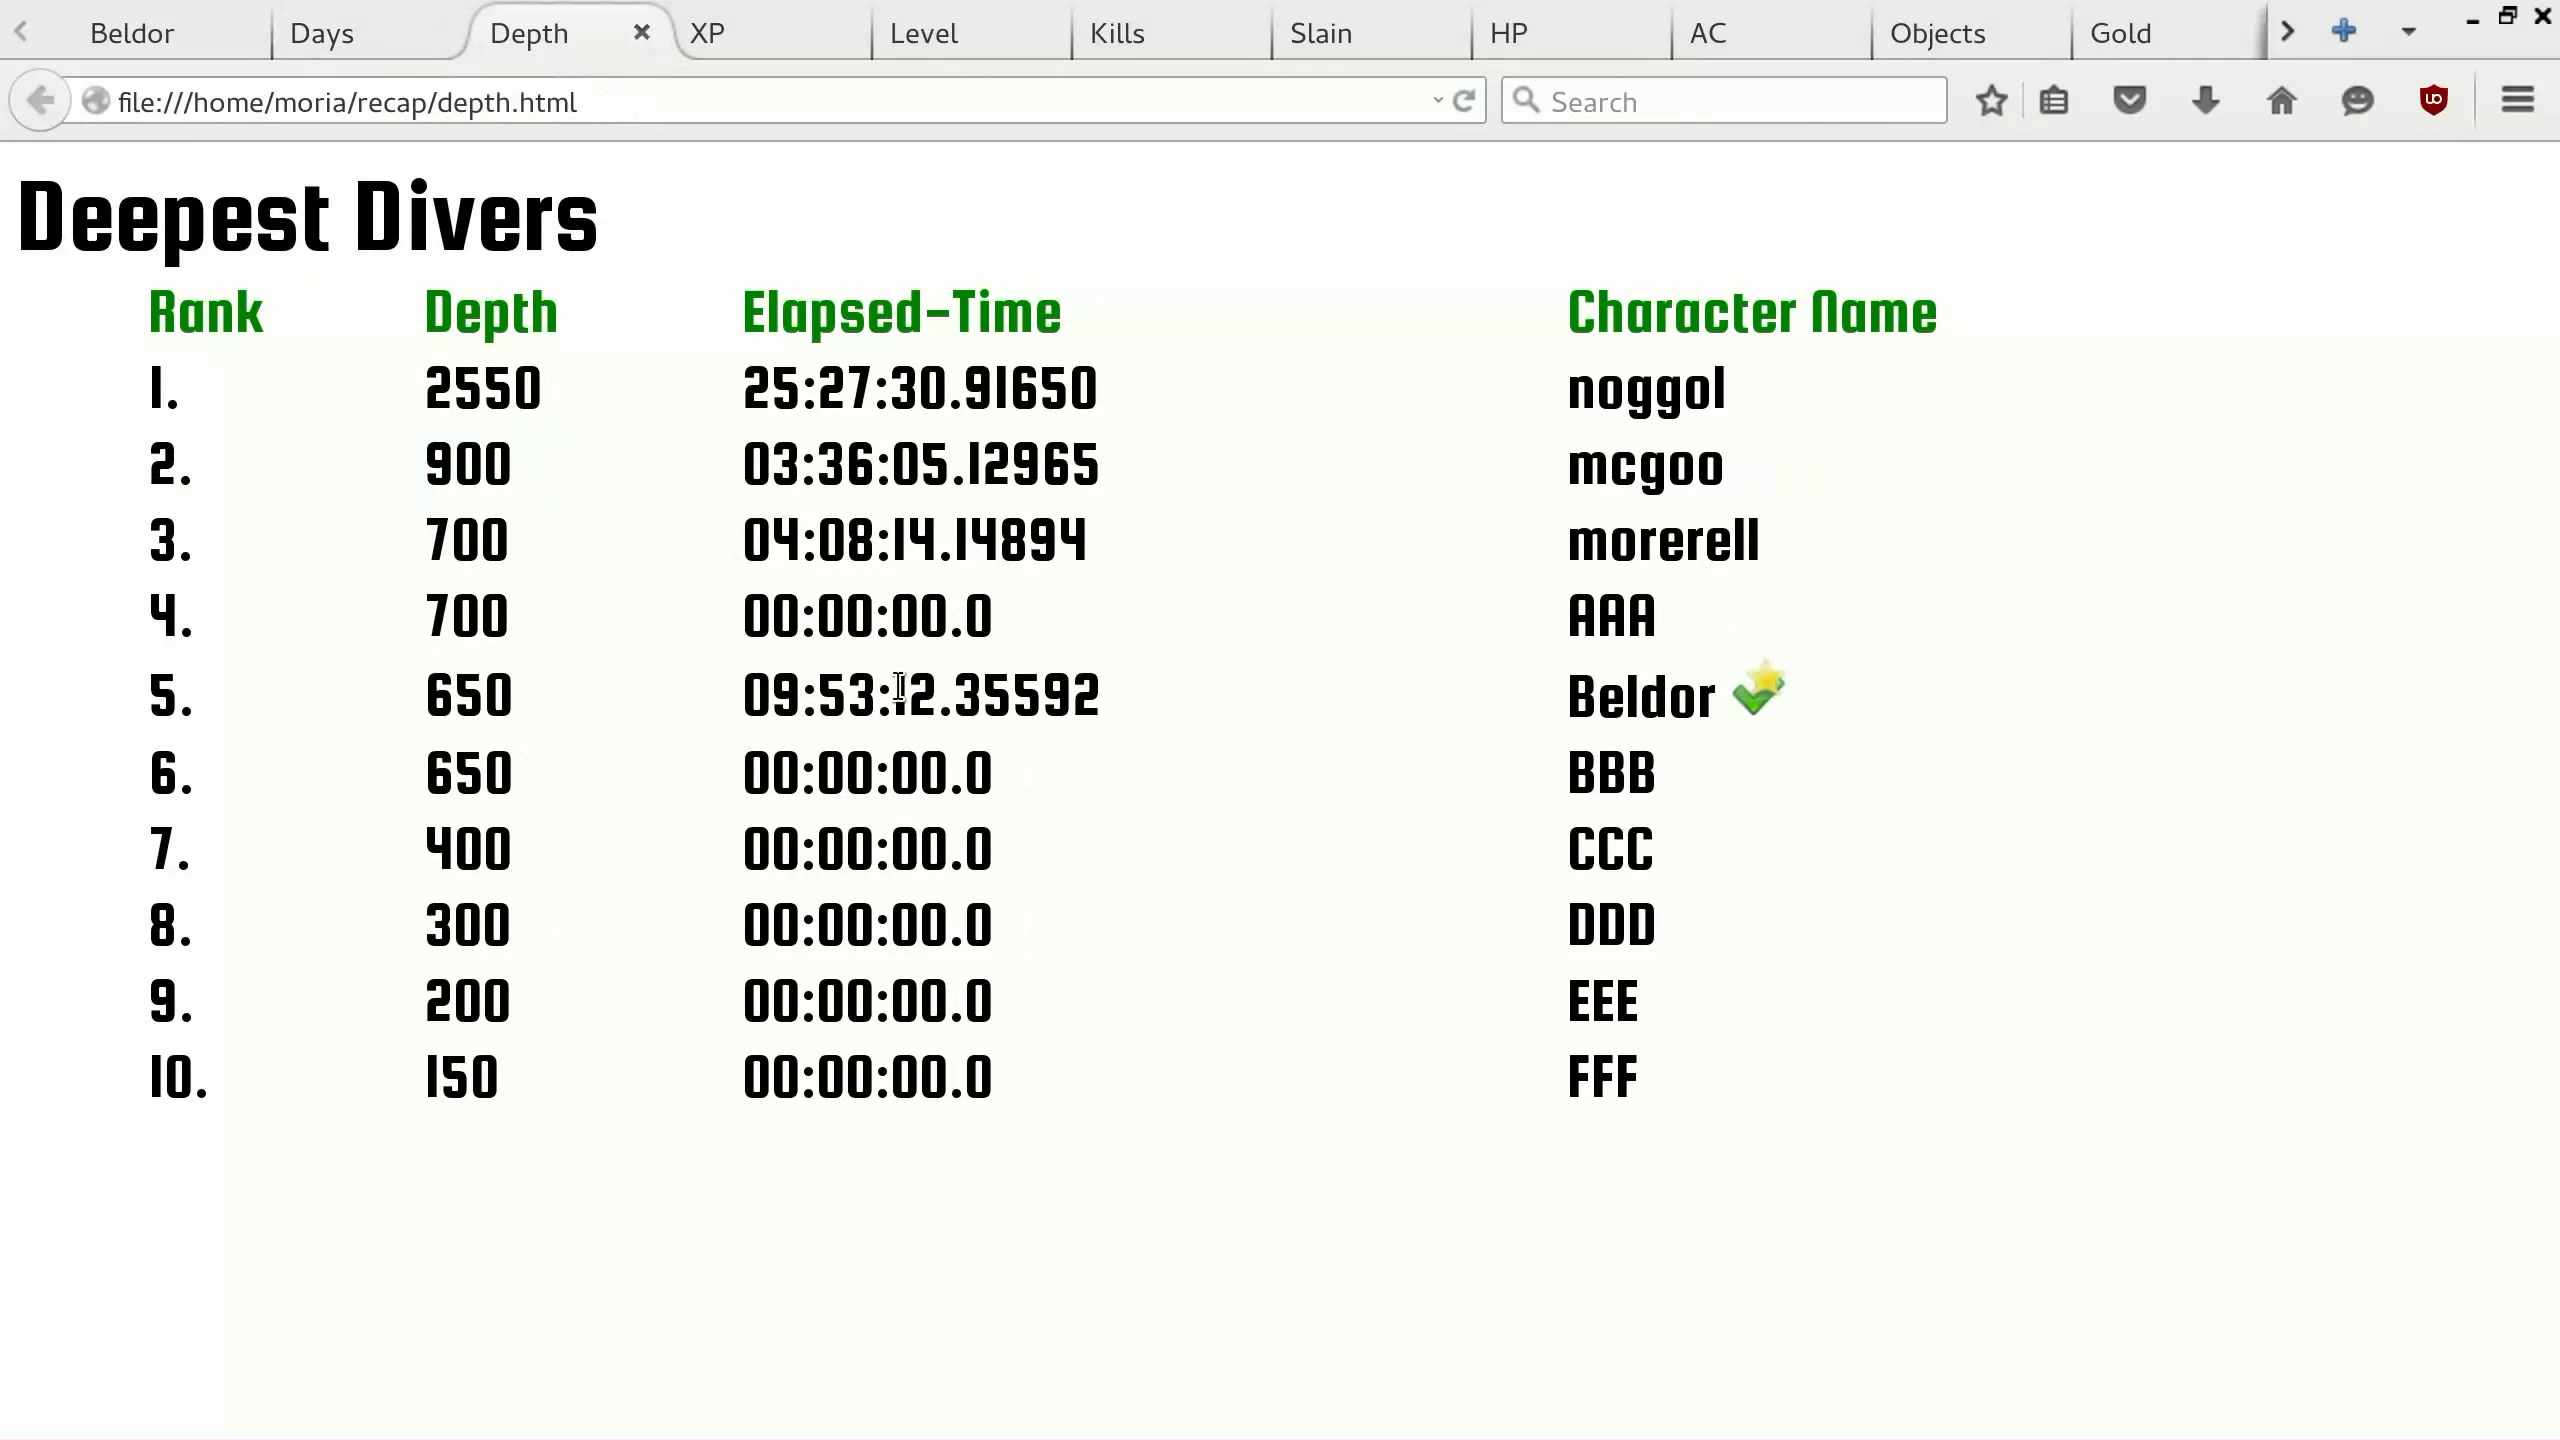 Beldor Days Depth XP Level Kills Slain HP AC Objects Gold
file:///home/moria/recap/depth.html Search
Deepest Divers
Rank Depth Elapsed-Time Character Name
1. 2550 25:27:30.91650 noggol
2. 900 03:36:05.12965 mcgoo
3. 700 04:08:14.14894 morerell
4. 700 00:00:00.0 AAA
5. 650 09:53:12.35592 Beldor
6. 650 00:00:00.0 BBB
7. 400 00:00:00.0 CCC
8. 300 00:00:00.0 DDD
9. 200 00:00:00.0 EEE
10. 150 00:00:00.0 FFF